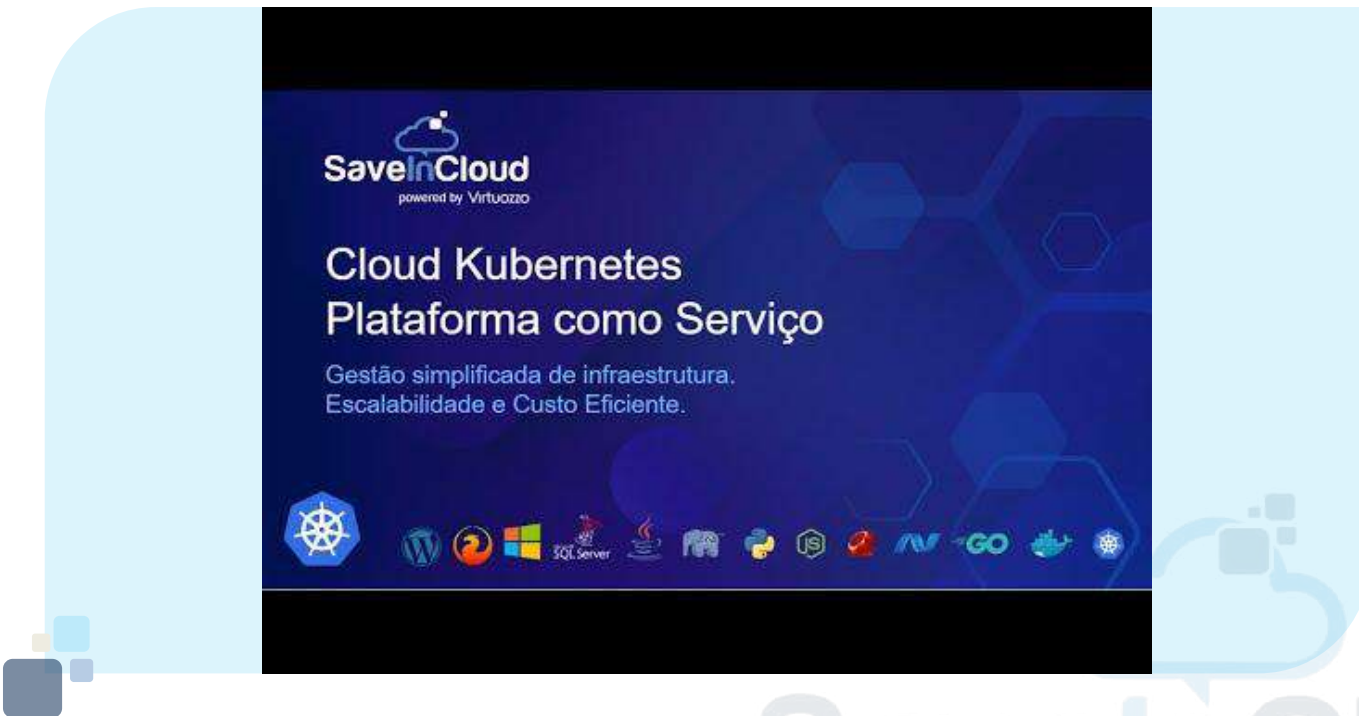 SaveInCloud
powered by Virtuozzo
Cloud Kubernetes
Plataforma como Serviço
Gestão simplificada de infraestrutura.
Escalabilidade e Custo Eficiente.
SQL Server
JS
GO